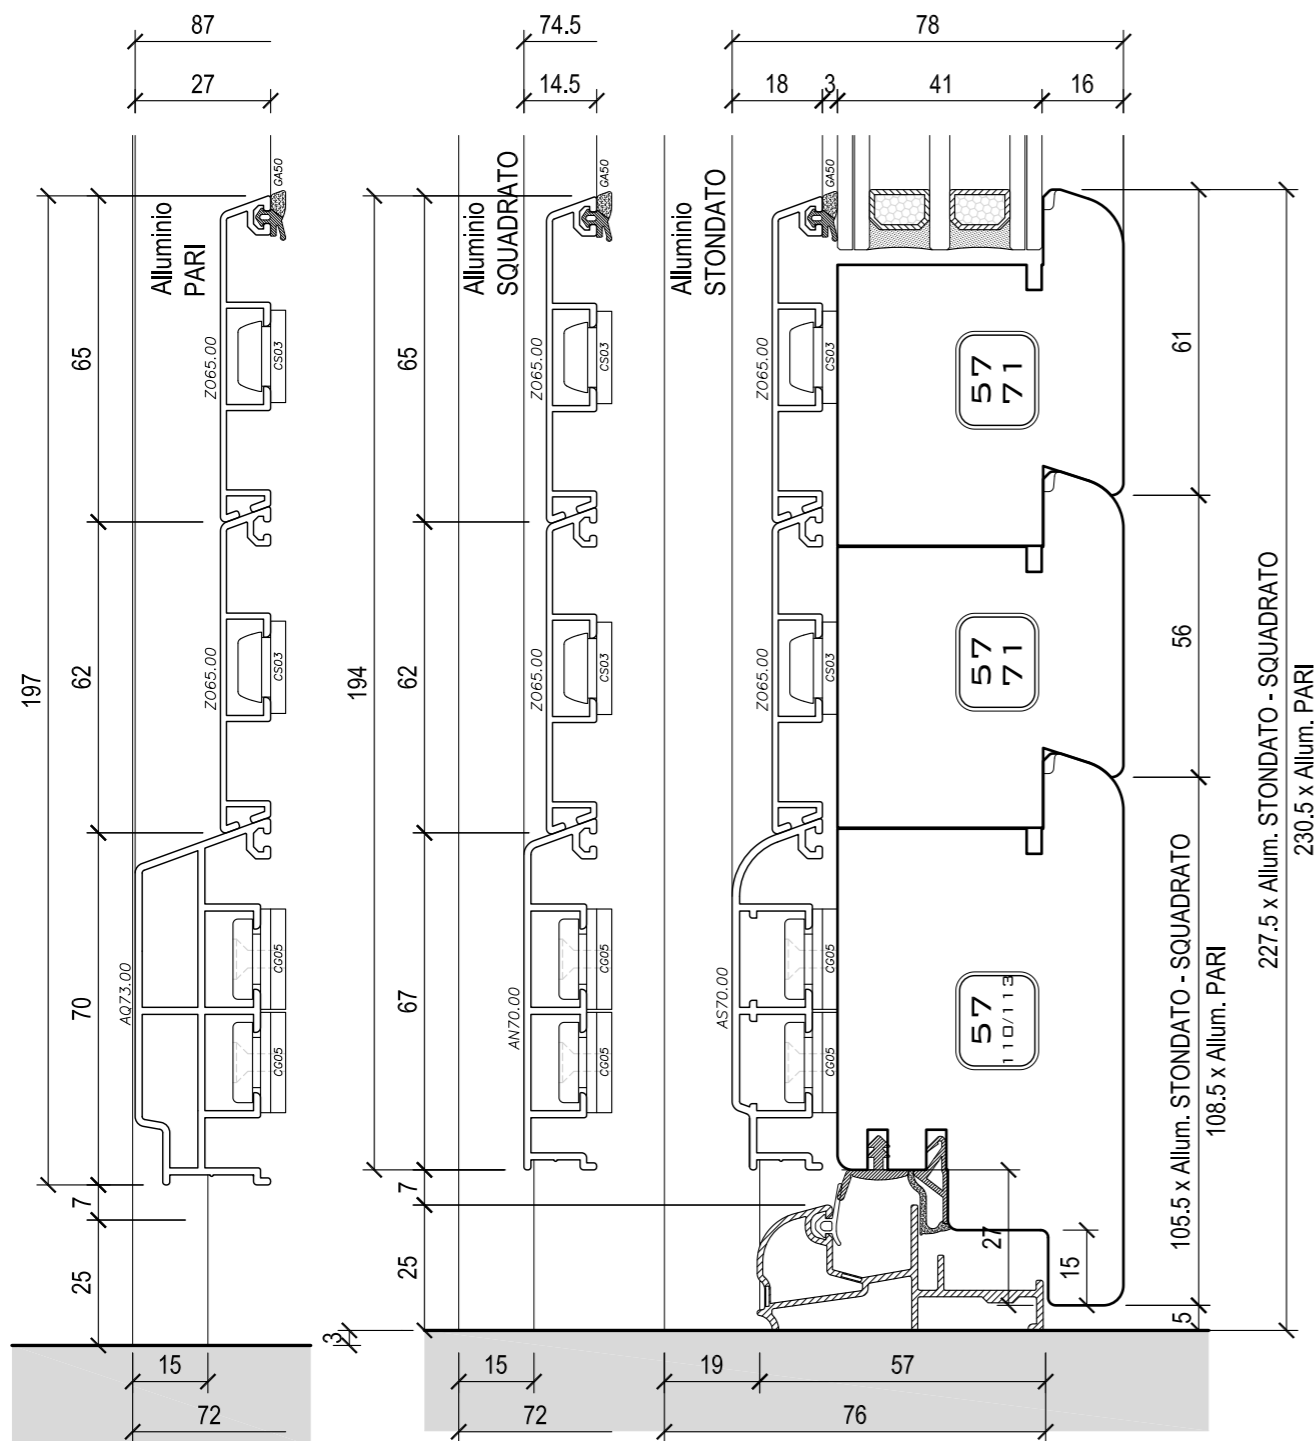 87
74.5
78
27
14.5
18
3
41
16
GA50
GA50
GA50
Alluminio
PARI
Alluminio
SQUADRATO
Alluminio
STONDATO
65
65
61
Z065.00
CS03
Z065.00
CS03
Z065.00
CS03
57
71
197
62
194
62
56
Z065.00
CS03
Z065.00
CS03
Z065.00
CS03
57
71
227.5 x Allum. STONDATO - SQUADRATO
230.5 x Allum. PARI
70
67
AQ73.00
CG05
CG05
AN70.00
CG05
CG05
AS70.00
CG05
CG05
57
110/113
105.5 x Allum. STONDATO - SQUADRATO
108.5 x Allum. PARI
7
7
25
25
27
15
5
3
15
15
19
57
72
72
76